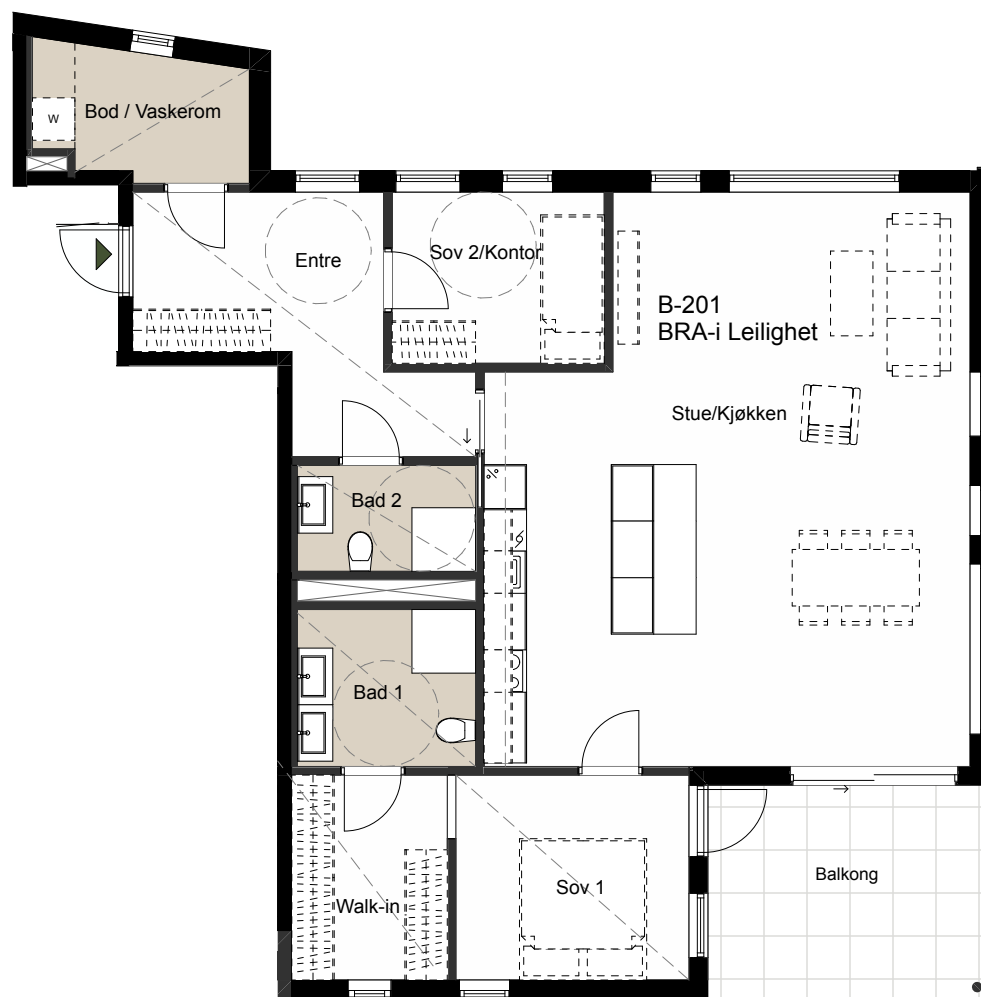 Bod / Vaskerom
W
Entre
Sov 2/Kontor
B-201
BRA-i Leilighet
Stue/Kjøkken
Bad 2
Bad 1
Walk-in
Sov 1
Balkong